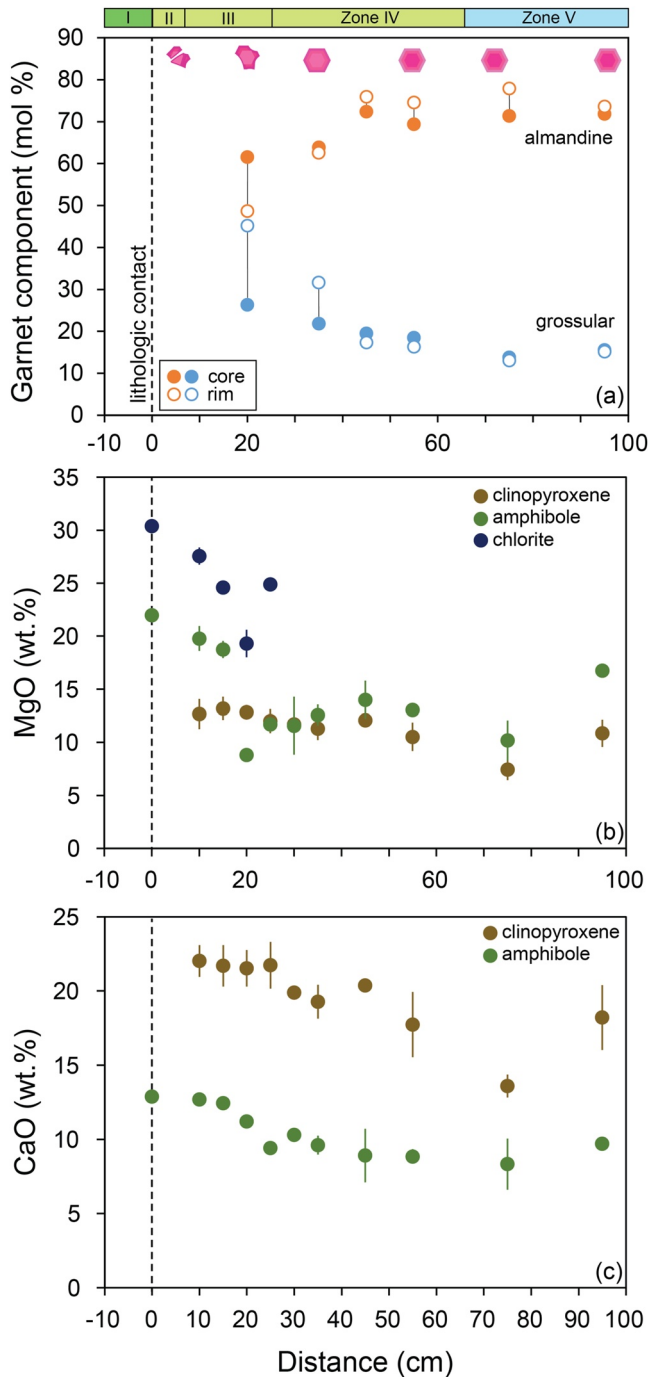 I II III Zone IV Zone V
90
80
70
60
50
40
30
20
10
0
Garnet component (mol %)
lithologic contact
almandine
grossular
core
rim
(a)
-10 0 20 60 100
35
30
25
20
15
10
5
0
MgO (wt.%)
clinopyroxene
amphibole
chlorite
(b)
-10 0 20 60 100
25
20
15
10
5
0
CaO (wt.%)
clinopyroxene
amphibole
(c)
-10 0 10 20 30 40 50 60 70 80 90 100
Distance (cm)